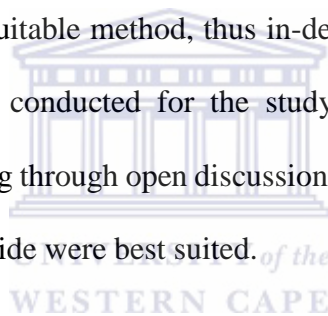 uitable method, thus in-de
conducted for the study
g through open discussion
ide were best suited.
UNIVERSITY of the
WESTERN CAPE